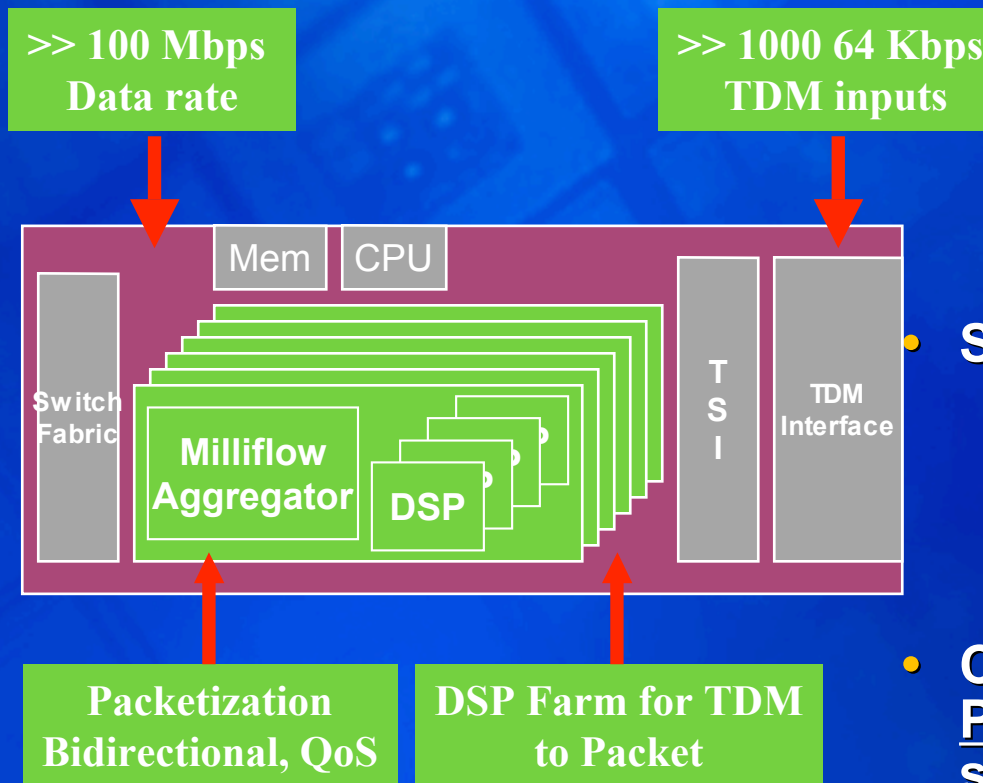 >> 100 Mbps
Data rate
>> 1000 64 Kbps
TDM inputs
Mem
CPU
Switch
Fabric
Milliflow
Aggregator
DSP
P
P
P
T
S
I
TDM
Interface
• S
• C
P
s
Packetization
Bidirectional, QoS
DSP Farm for TDM
to Packet